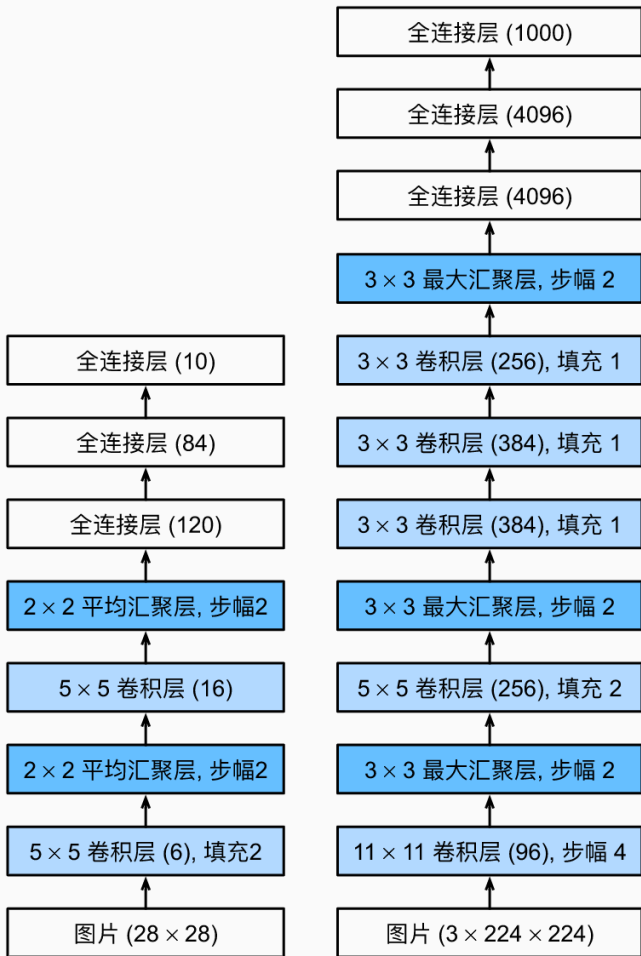 全连接层 (10)
全连接层 (84)
全连接层 (120)
2 × 2 平均汇聚层, 步幅2
5 × 5 卷积层 (16)
2 × 2 平均汇聚层, 步幅2
5 × 5 卷积层 (6), 填充2
图片 (28 × 28)
全连接层 (1000)
全连接层 (4096)
全连接层 (4096)
3 × 3 最大汇聚层, 步幅 2
3 × 3 卷积层 (256), 填充 1
3 × 3 卷积层 (384), 填充 1
3 × 3 卷积层 (384), 填充 1
3 × 3 最大汇聚层, 步幅 2
5 × 5 卷积层 (256), 填充 2
3 × 3 最大汇聚层, 步幅 2
11 × 11 卷积层 (96), 步幅 4
图片 (3 × 224 × 224)